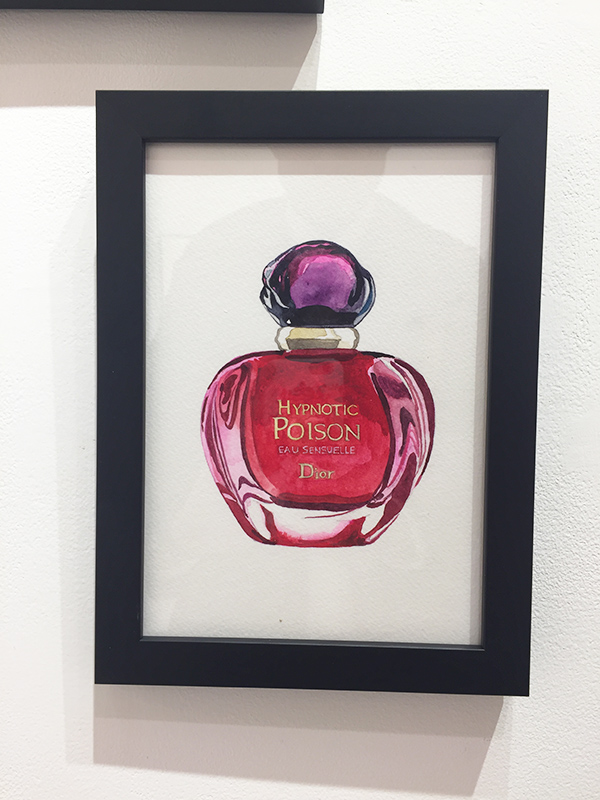 HYPNOTIC
POISON
EAU SENSUELLE
Dior